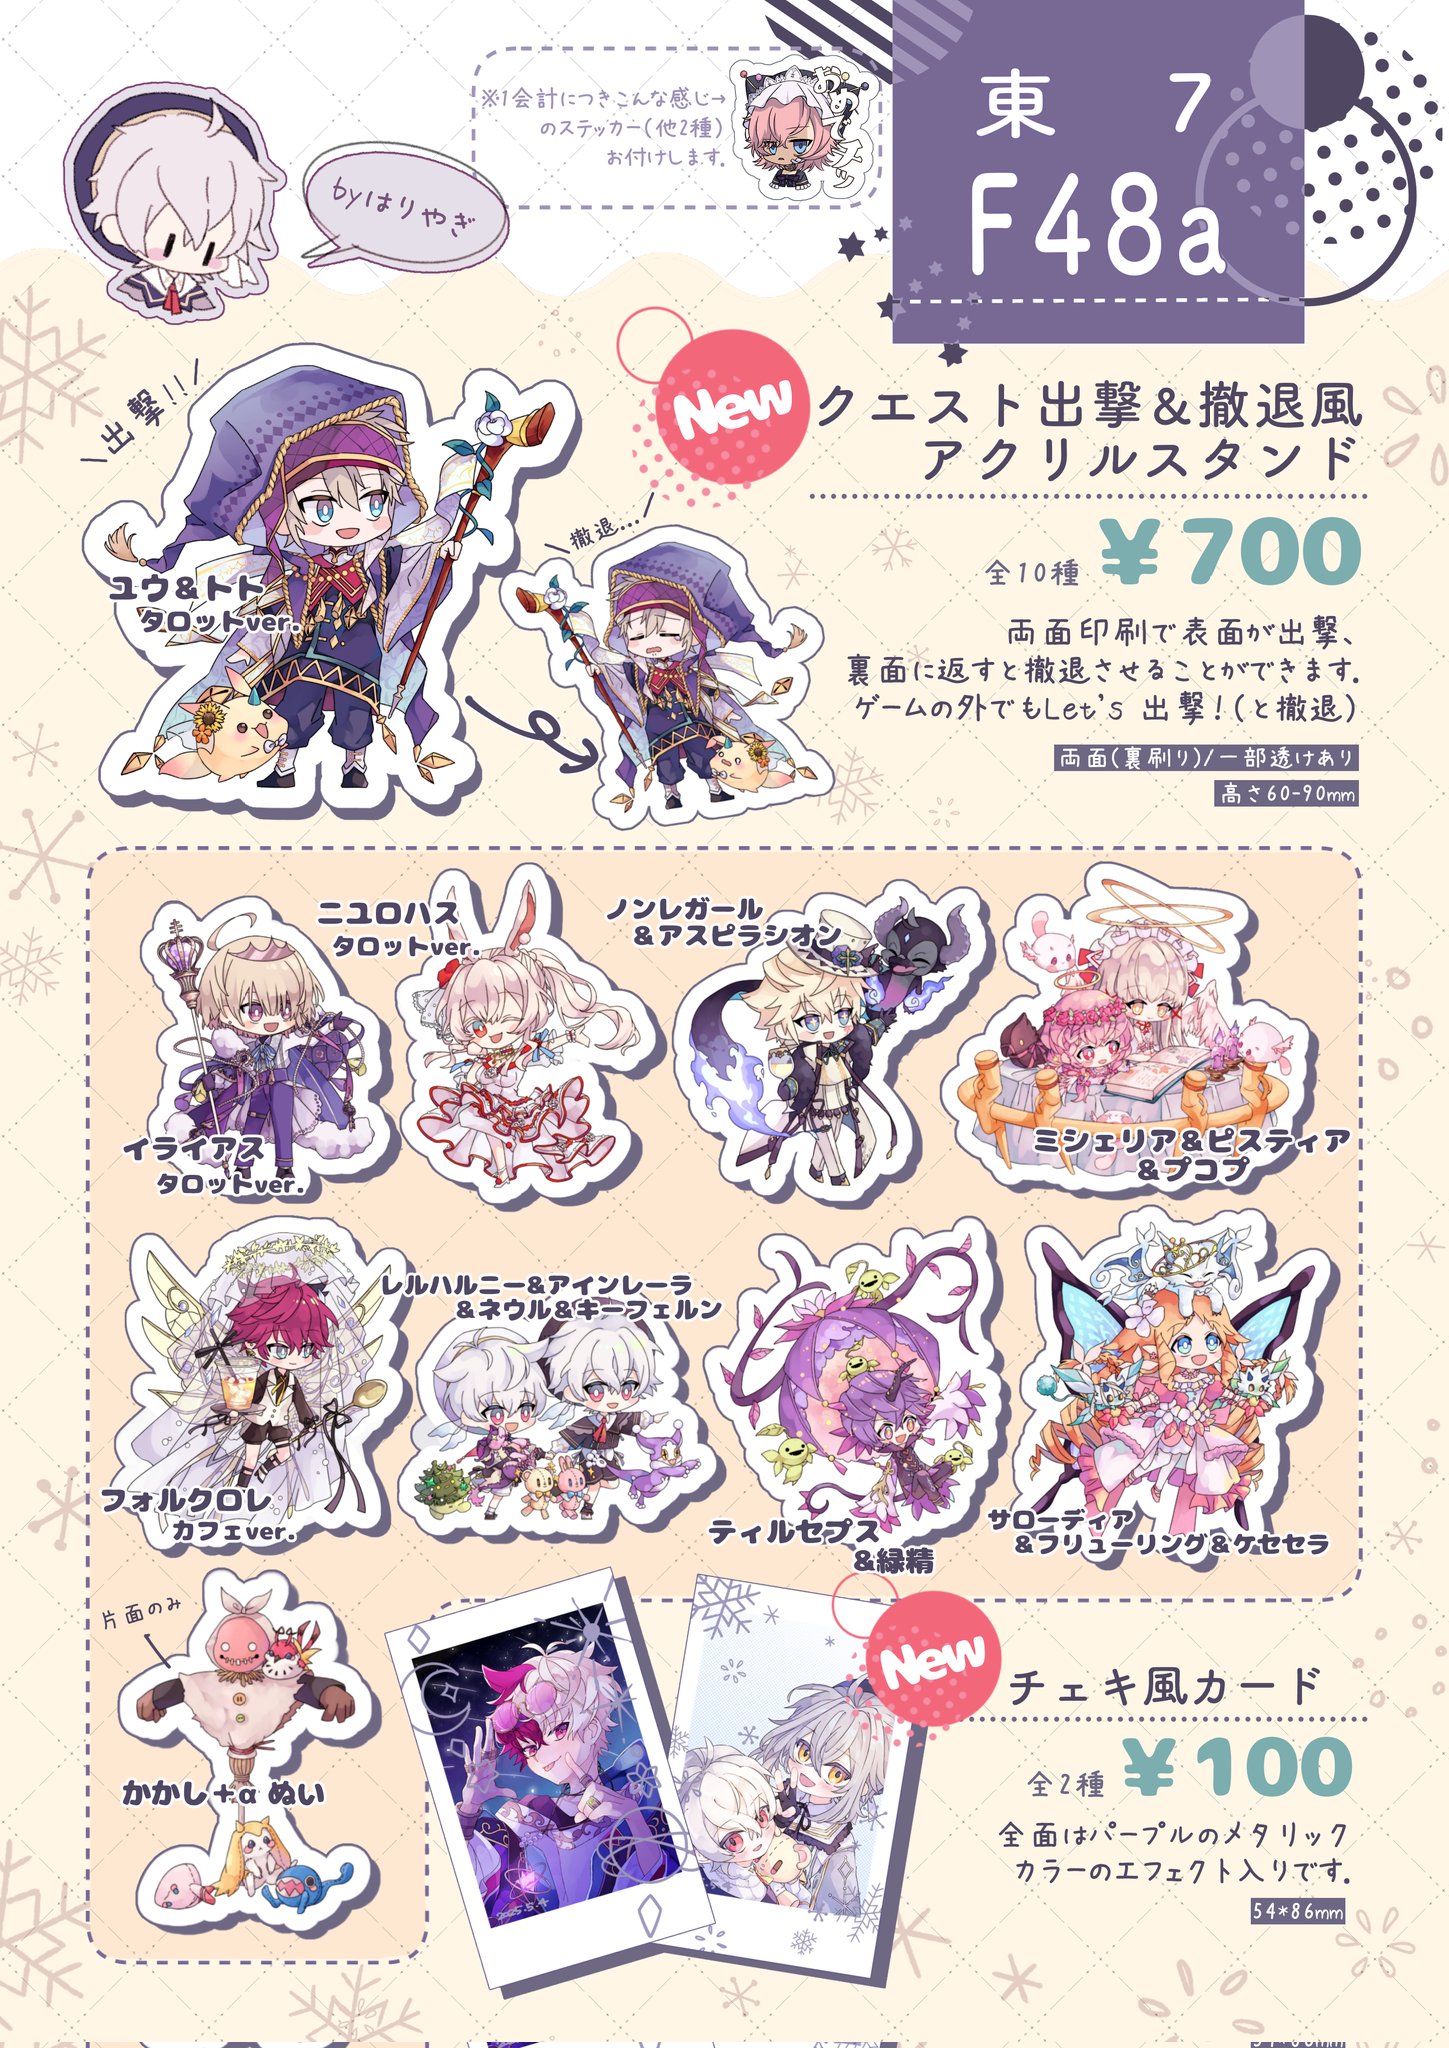 ※1会計につきこんな感じ→
のステッカー(他2種)
お付けします.
東 7
F48a
byはりやぎ
New
クエスト出撃&撤退風
アクリルスタンド
全10種 ¥700
両面印刷で表面が出撃、
裏面に返すと撤退させることができます.
ゲームの外でもLet's 出撃!(と撤退)
両面(裏刷り)/一部透けあり
高さ60-90mm
出撃!!
撤退...
ユウ&トト
タロットver.
イライアス
タロットver.
ニュロハス
タロットver.
ノンレガール
&アスピラシオン
ミシェリア&ピスティア
&プコプ
フォルクロレ
カフェver.
レルハルニー&アインレーラ
&ネウル&キーフェルン
ティルセプス
&緑精
サローディア
&フリューリング&ケセセラ
片面のみ
かかし+α ぬい
2025.5.4
New
チェキ風カード
全2種 ¥100
全面はパープルのメタリック
カラーのエフェクト入りです.
54*86mm